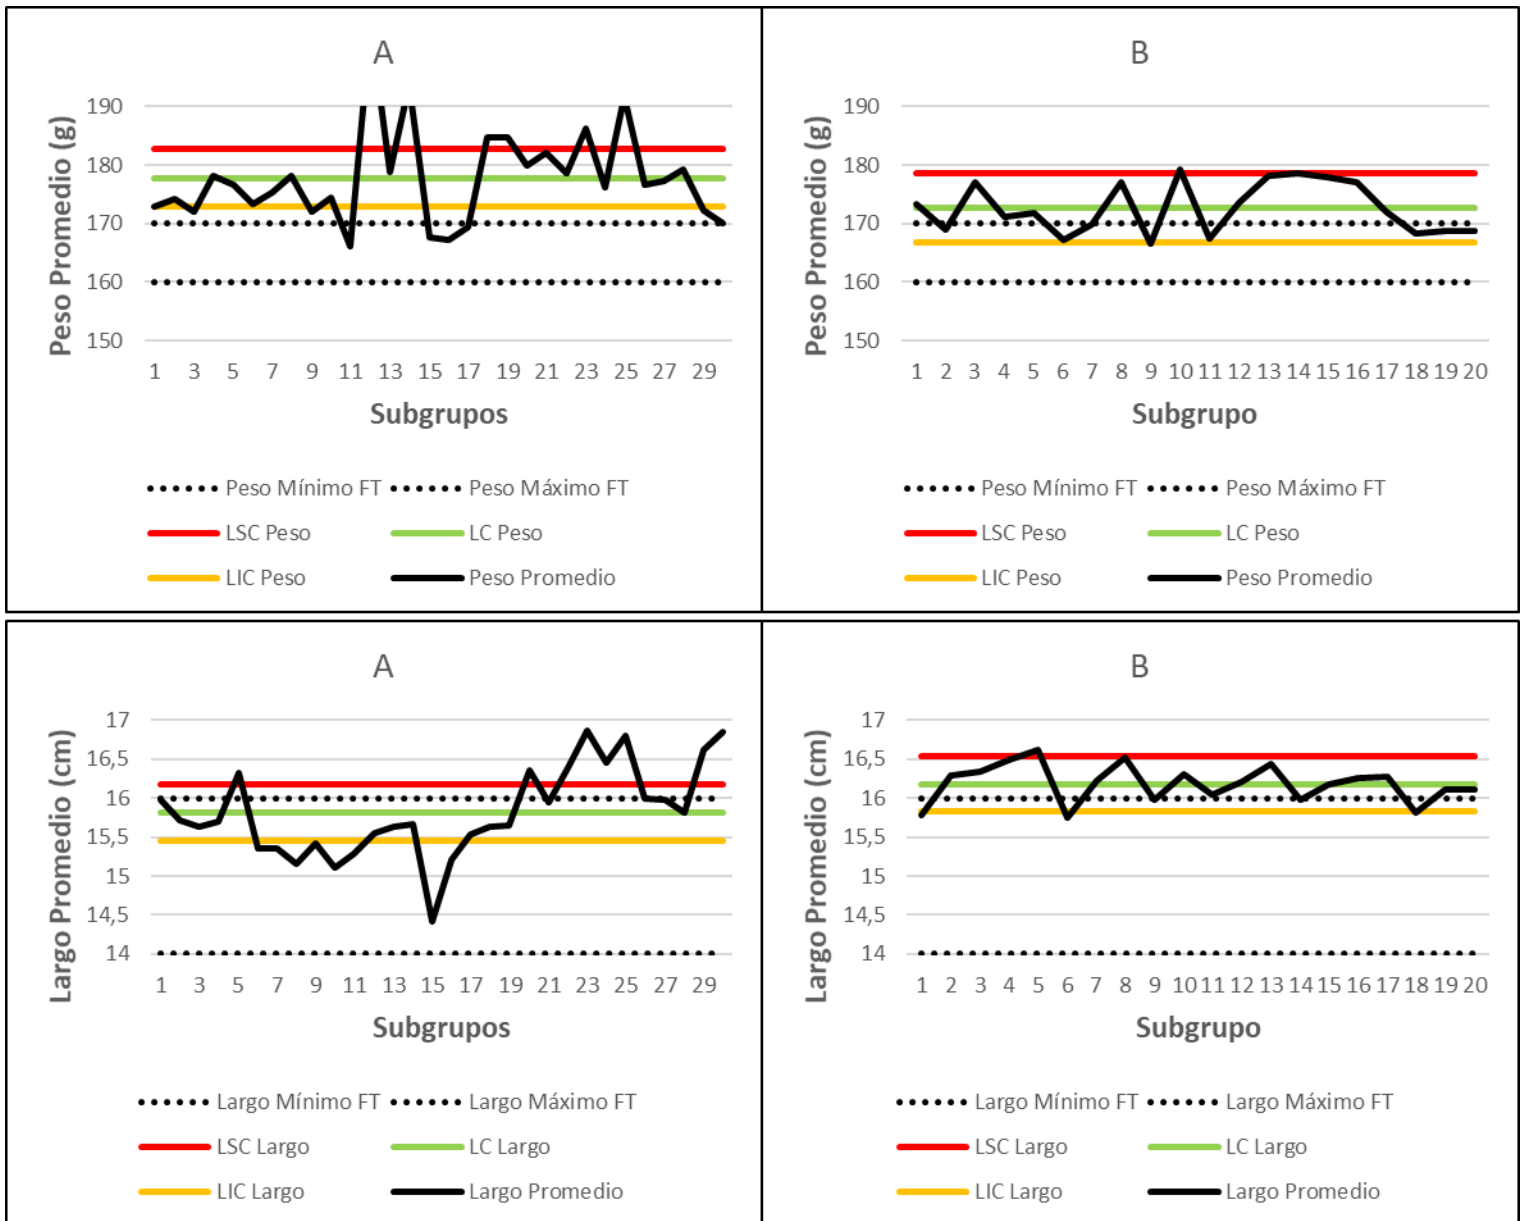 A
Peso Promedio (g)
190
180
170
160
150
1 3 5 7 9 11 13 15 17 19 21 23 25 27 29
Subgrupos
Peso Mínimo FT Peso Máximo FT
LSC Peso LC Peso
LIC Peso Peso Promedio
B
Peso Promedio (g)
190
180
170
160
150
1 2 3 4 5 6 7 8 9 10 11 12 13 14 15 16 17 18 19 20
Subgrupo
Peso Mínimo FT Peso Máximo FT
LSC Peso LC Peso
LIC Peso Peso Promedio
A
Largo Promedio (cm)
17
16,5
16
15,5
15
14,5
14
1 3 5 7 9 11 13 15 17 19 21 23 25 27 29
Subgrupos
Largo Mínimo FT Largo Máximo FT
LSC Largo LC Largo
LIC Largo Largo Promedio
B
Largo Promedio (cm)
17
16,5
16
15,5
15
14,5
14
1 2 3 4 5 6 7 8 9 10 11 12 13 14 15 16 17 18 19 20
Subgrupo
Largo Mínimo FT Largo Máximo FT
LSC Largo LC Largo
LIC Largo Largo Promedio